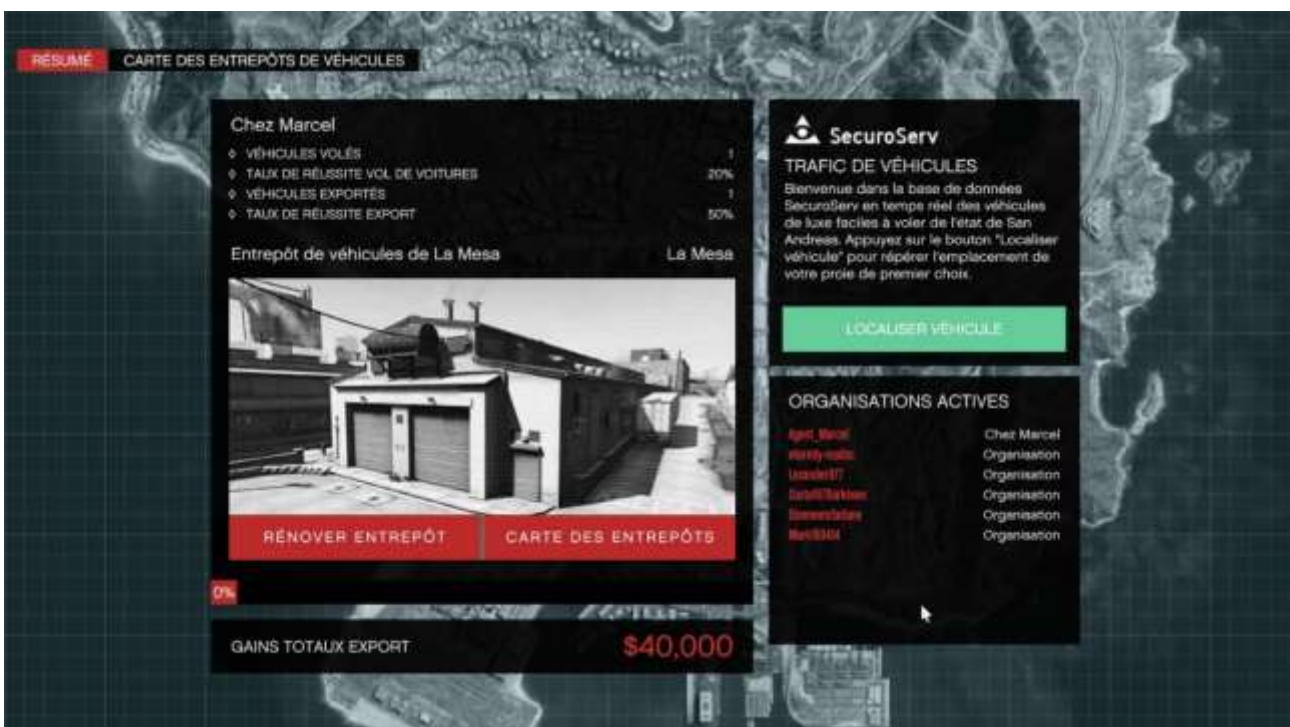 RÉSUMÉ CARTE DES ENTREPÔTS DE VÉHICULES
Chez Marcel
VÉHICULES VOLÉS 1
TAUX DE RÉUSSITE VOL DE VOITURES 20%
VÉHICULES EXPORTÉS 1
TAUX DE RÉUSSITE EXPORT 50%
Entrepôt de véhicules de La Mesa La Mesa
RÉNOVER ENTREPÔT CARTE DES ENTREPÔTS
0%
GAINS TOTAUX EXPORT $40,000
SecuroServ
TRAFIC DE VÉHICULES
Bienvenue dans la base de données
SecuroServ en temps réel des véhicules
de luxe faciles à voler de l'état de San
Andreas. Appuyez sur le bouton "Localiser
véhicule" pour répérer l'emplacement de
votre proie de premier choix.
LOCALISER VÉHICULE
ORGANISATIONS ACTIVES
Agent_Marcel Chez Marcel
Organisation
Organisation
Organisation
Organisation
Organisation